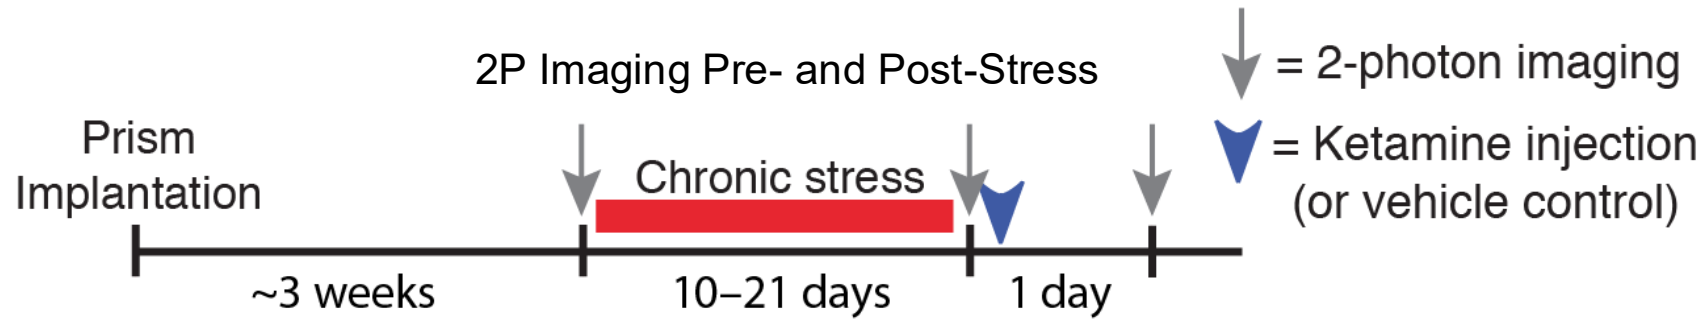 2P Imaging Pre- and Post-Stress
Prism
Implantation
Chronic stress
~3 weeks
10–21 days
1 day
= 2-photon imaging
= Ketamine injection
(or vehicle control)